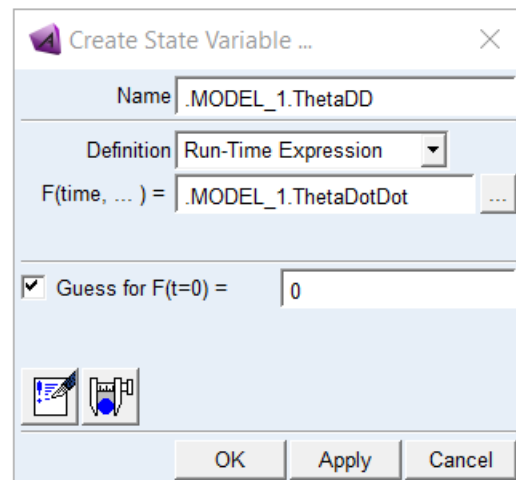 Create State Variable ...
Name .MODEL_1.ThetaDD
Definition Run-Time Expression
F(time, ... ) = .MODEL_1.ThetaDotDot ...
Guess for F(t=0) = 0
OK Apply Cancel